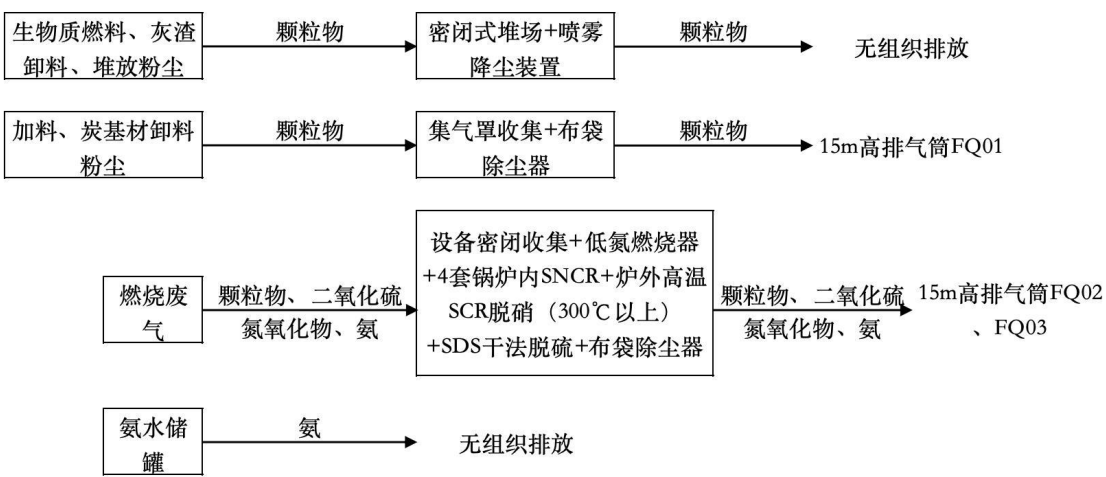 生物质燃料、灰渣
卸料、堆放粉尘
颗粒物
密闭式堆场+喷雾
降尘装置
颗粒物
无组织排放
加料、炭基材卸料
粉尘
颗粒物
集气罩收集+布袋
除尘器
颗粒物
15m高排气筒FQ01
燃烧废
气
颗粒物、二氧化硫
氮氧化物、氨
设备密闭收集+低氮燃烧器
+4套锅炉内SNCR+炉外高温
SCR脱硝（300℃以上）
+SDS干法脱硫+布袋除尘器
颗粒物、二氧化硫
氮氧化物、氨
15m高排气筒FQ02
、FQ03
氨水储
罐
氨
无组织排放